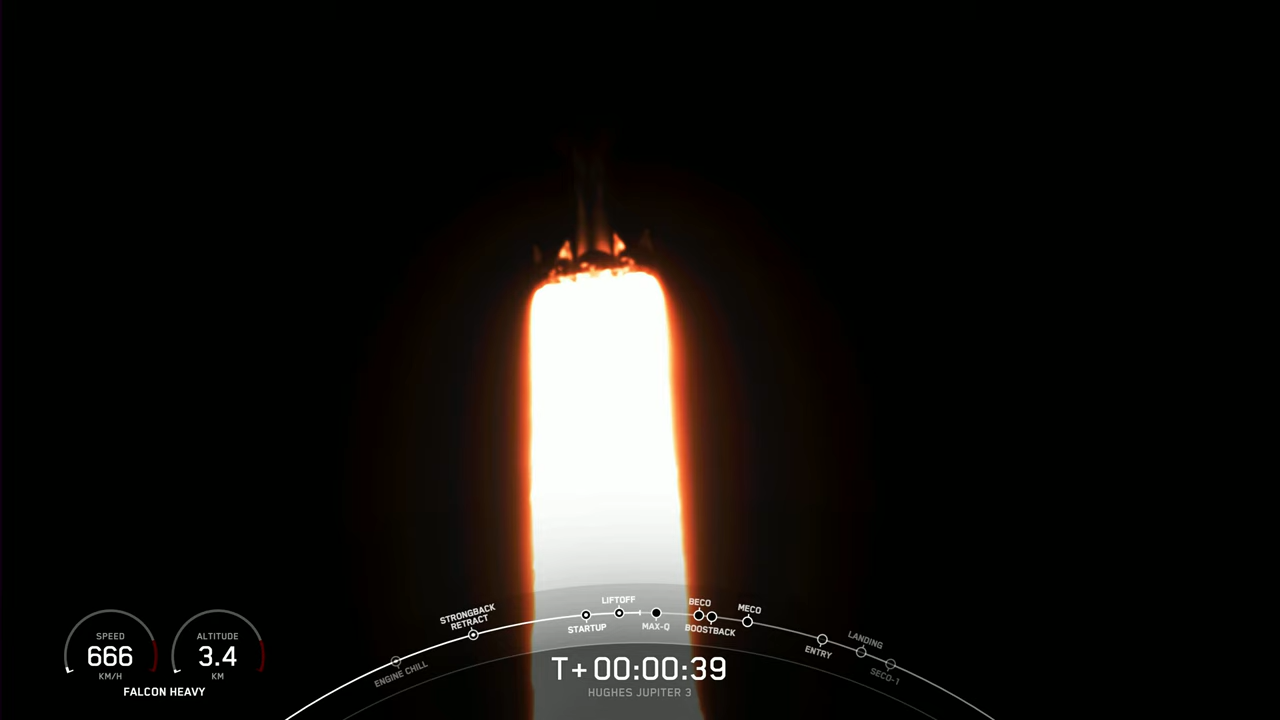 STRONGBACK
RETRACT
ENGINE CHILL
LIFTOFF
STARTUP
MAX-Q
BECO
BOOSTBACK
MECO
ENTRY
LANDING
SECO-1
SPEED
666
KM/H
ALTITUDE
3.4
KM
FALCON HEAVY
T+00:00:39
HUGHES JUPITER 3